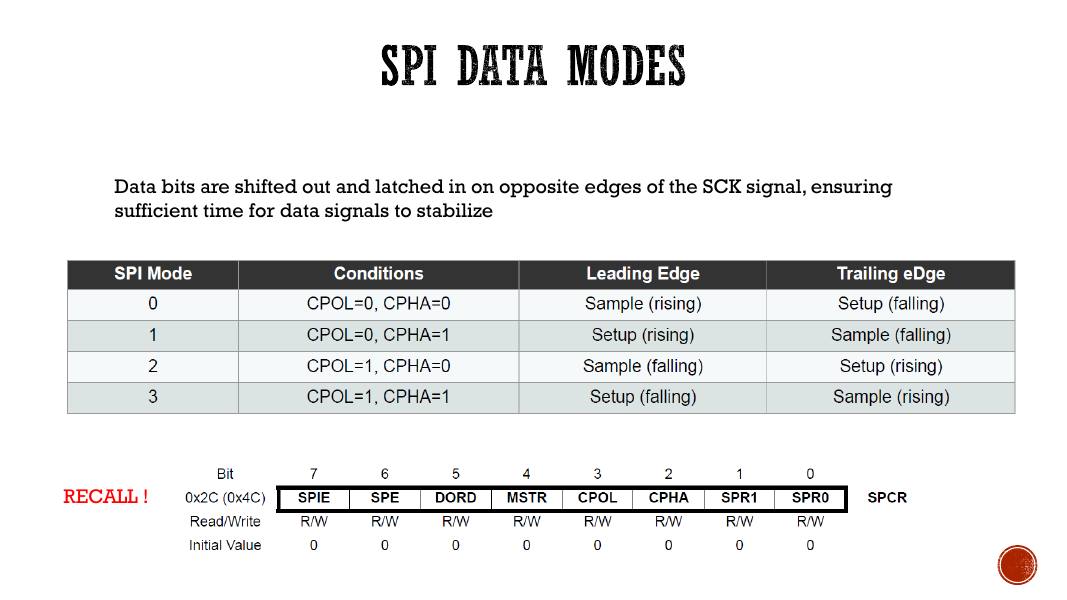 SPI DATA MODES
Data bits are shifted out and latched in on opposite edges of the SCK signal, ensuring
sufficient time for data signals to stabilize
SPI Mode Conditions Leading Edge Trailing eDge
0 CPOL=0, CPHA=0 Sample (rising) Setup (falling)
1 CPOL=0, CPHA=1 Setup (rising) Sample (falling)
2 CPOL=1, CPHA=0 Sample (falling) Setup (rising)
3 CPOL=1, CPHA=1 Setup (falling) Sample (rising)
Bit 7 6 5 4 3 2 1 0
RECALL ! 0x2C (0x4C) SPIE SPE DORD MSTR CPOL CPHA SPR1 SPR0 SPCR
Read/Write R/W R/W R/W R/W R/W R/W R/W R/W
Initial Value 0 0 0 0 0 0 0 0